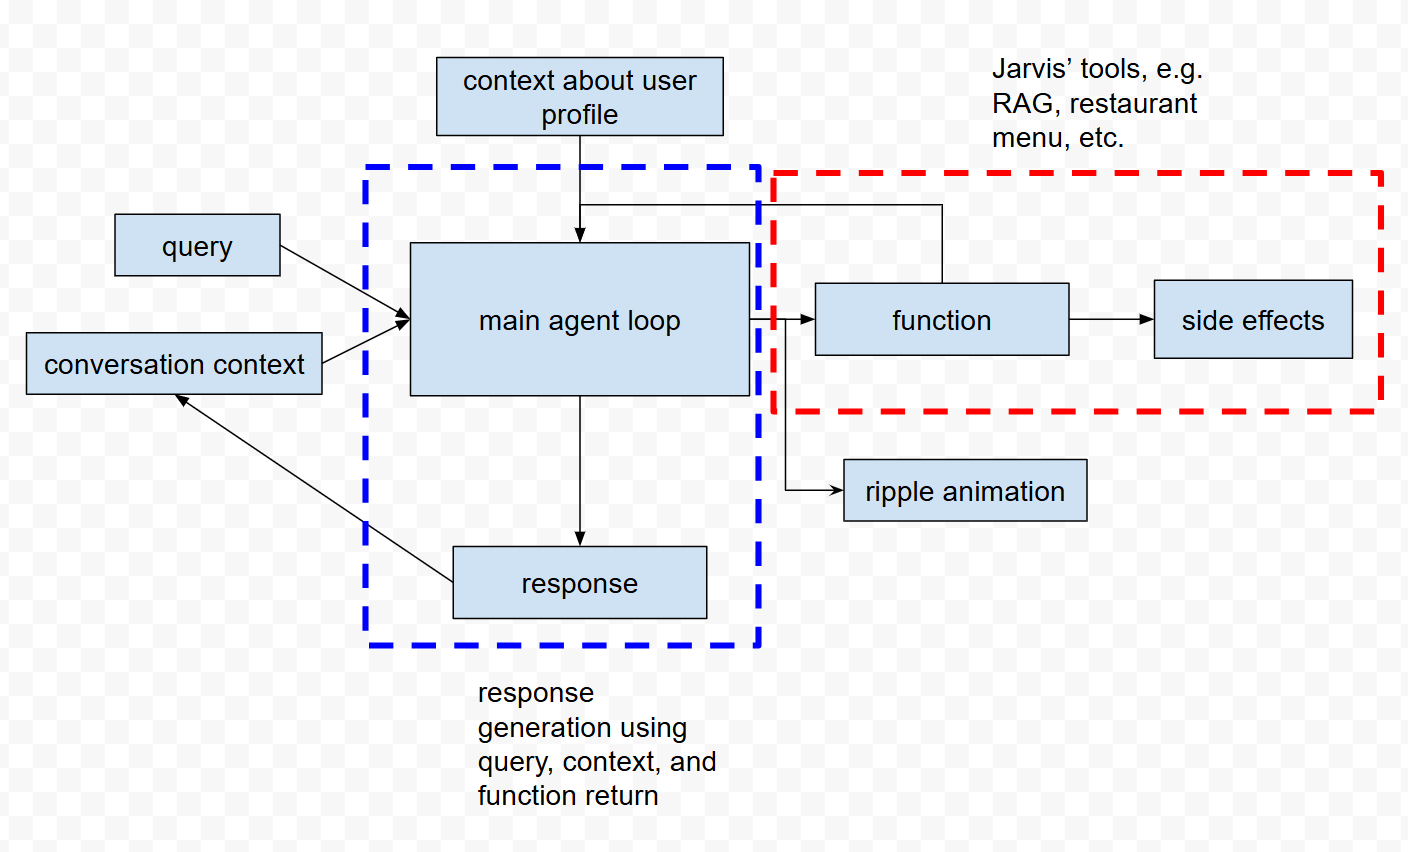 context about user
profile
Jarvis’ tools, e.g.
RAG, restaurant
menu, etc.
query
conversation context
main agent loop
function
side effects
ripple animation
response
response
generation using
query, context, and
function return